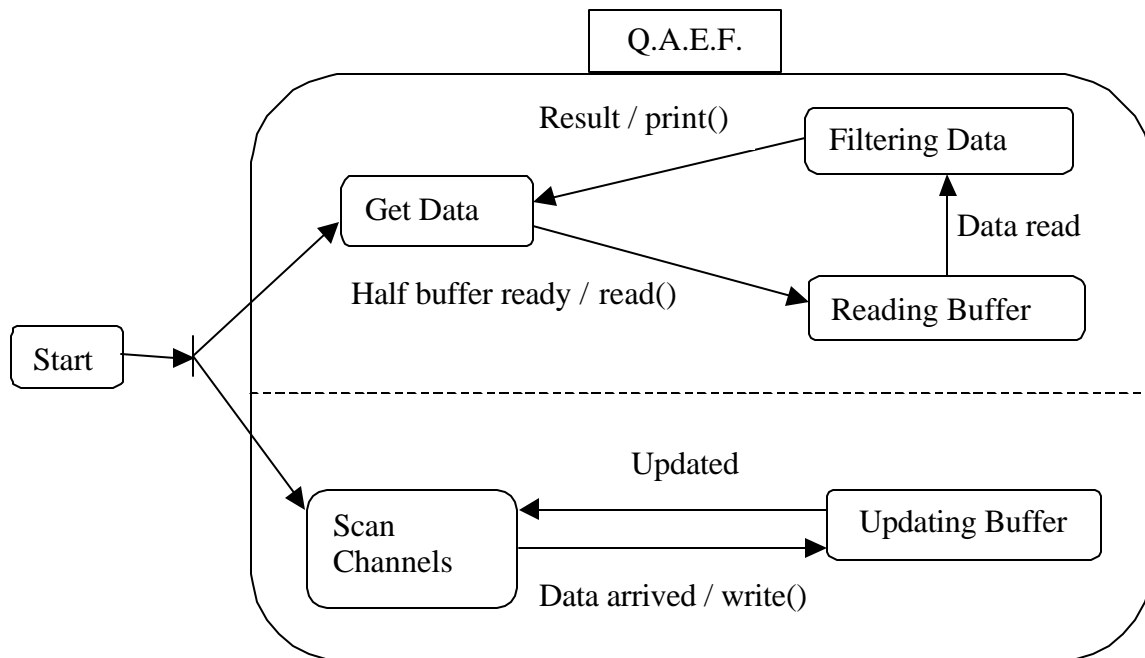 Q.A.E.F.
Result / print()
Filtering Data
Get Data
Data read
Half buffer ready / read()
Reading Buffer
Start
Updated
Scan
Channels
Updating Buffer
Data arrived / write()